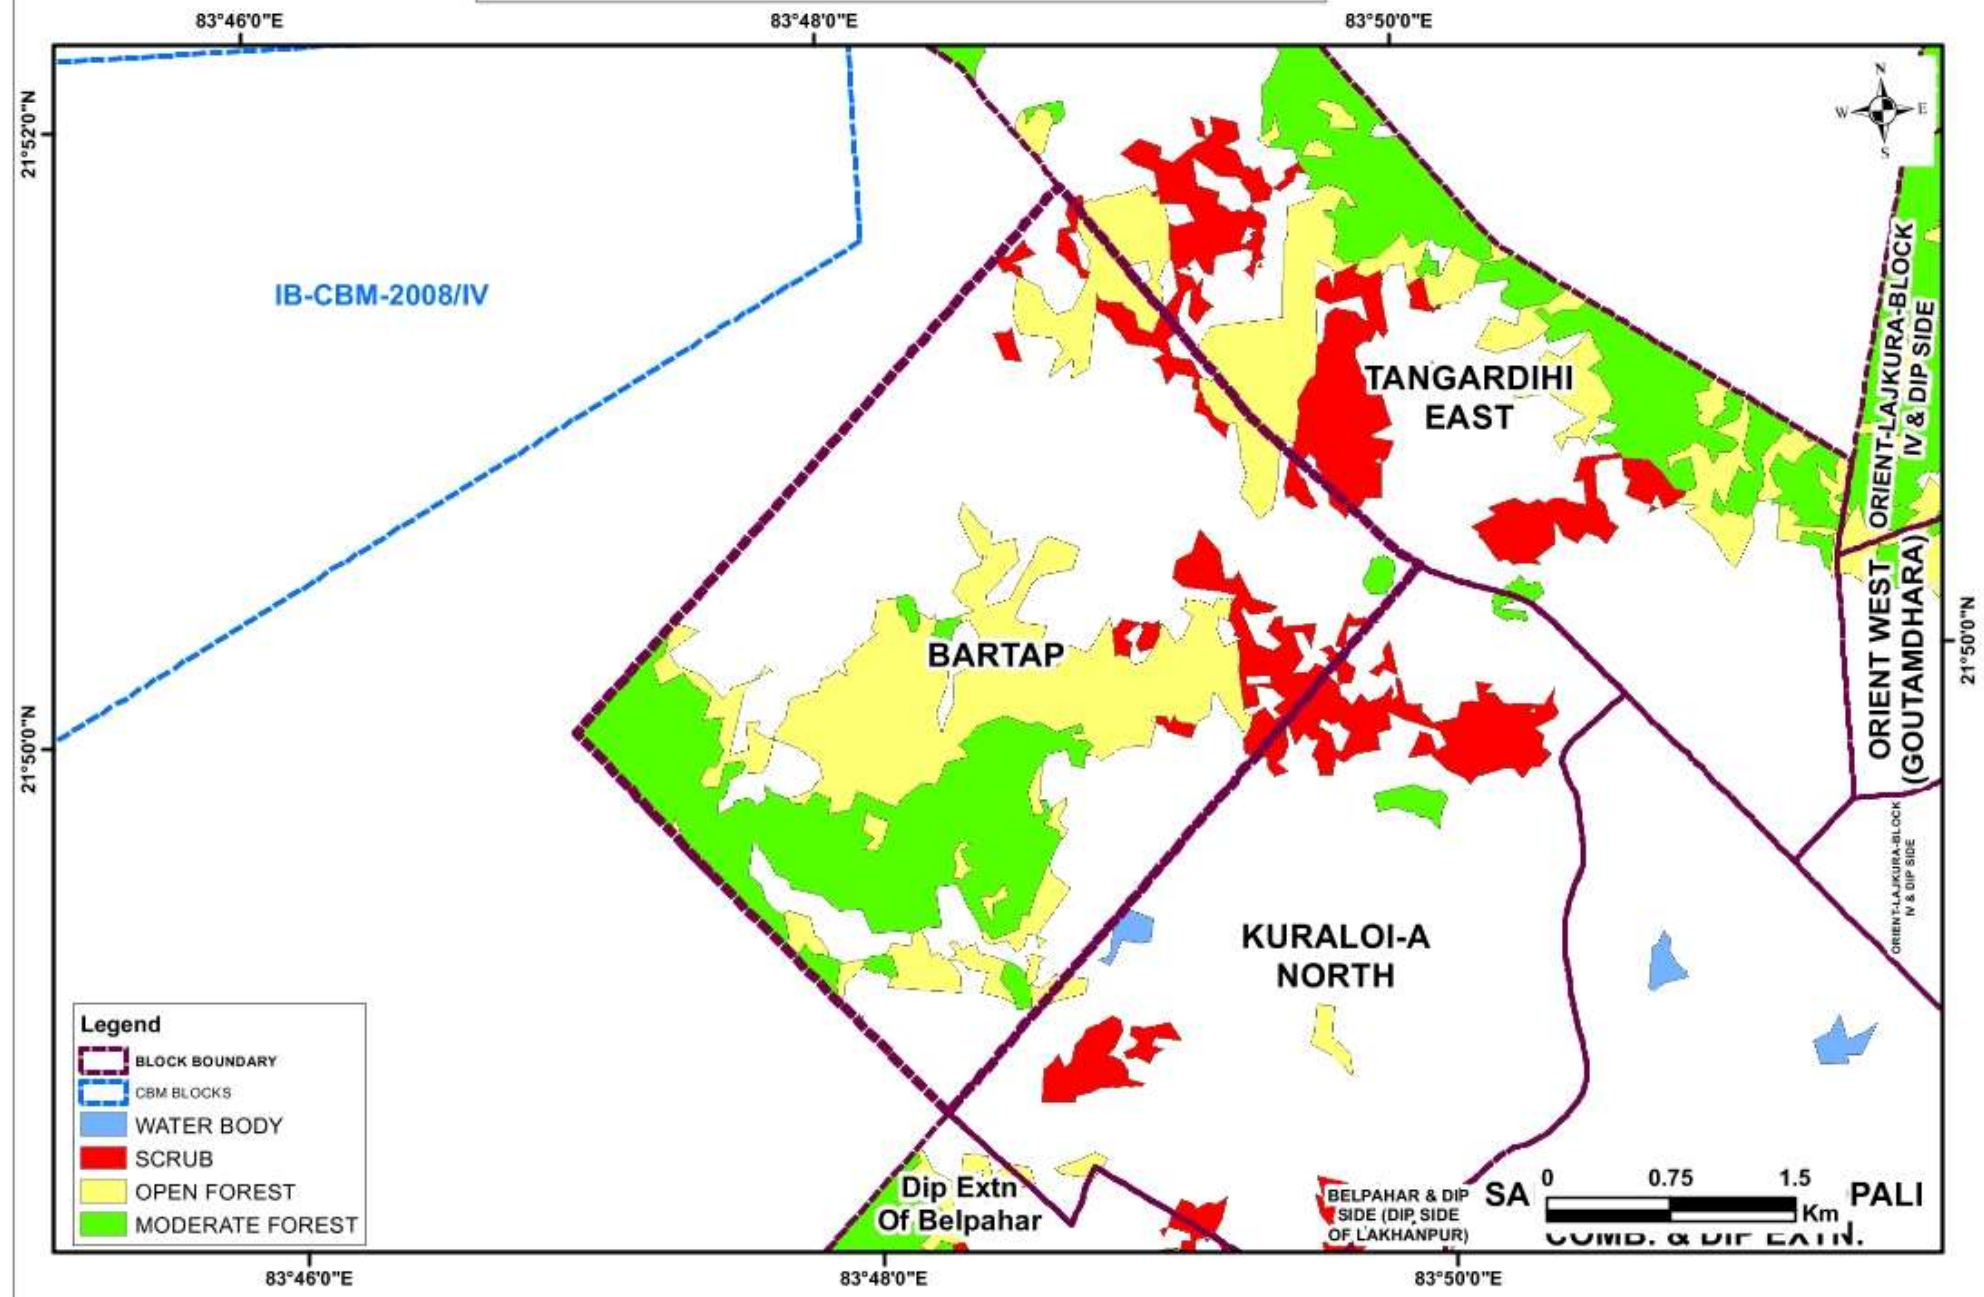 83°46'0"E
83°48'0"E
83°50'0"E
21°52'0"N
N
W
E
S
IB-CBM-2008/IV
ORIENT-LAJKURA-BLOCK
IV & DIP SIDE
TANGARDIHI
EAST
ORIENT WEST
(GOUTAMDHARA)
21°50'0"N
BARTAP
21°50'0"N
ORIENT-LAJKURA-BLOCK
IV & DIP SIDE
KURALOI-A
NORTH
Legend
BLOCK BOUNDARY
CBM BLOCKS
WATER BODY
SCRUB
OPEN FOREST
MODERATE FOREST
Dip Extn
Of Belpahar
BELPAHAR & DIP
SIDE (DIP SIDE
OF LAKHANPUR)
SA
0 0.75 1.5
Km
PALI
COMB. & DIP EXTN.
83°46'0"E
83°48'0"E
83°50'0"E